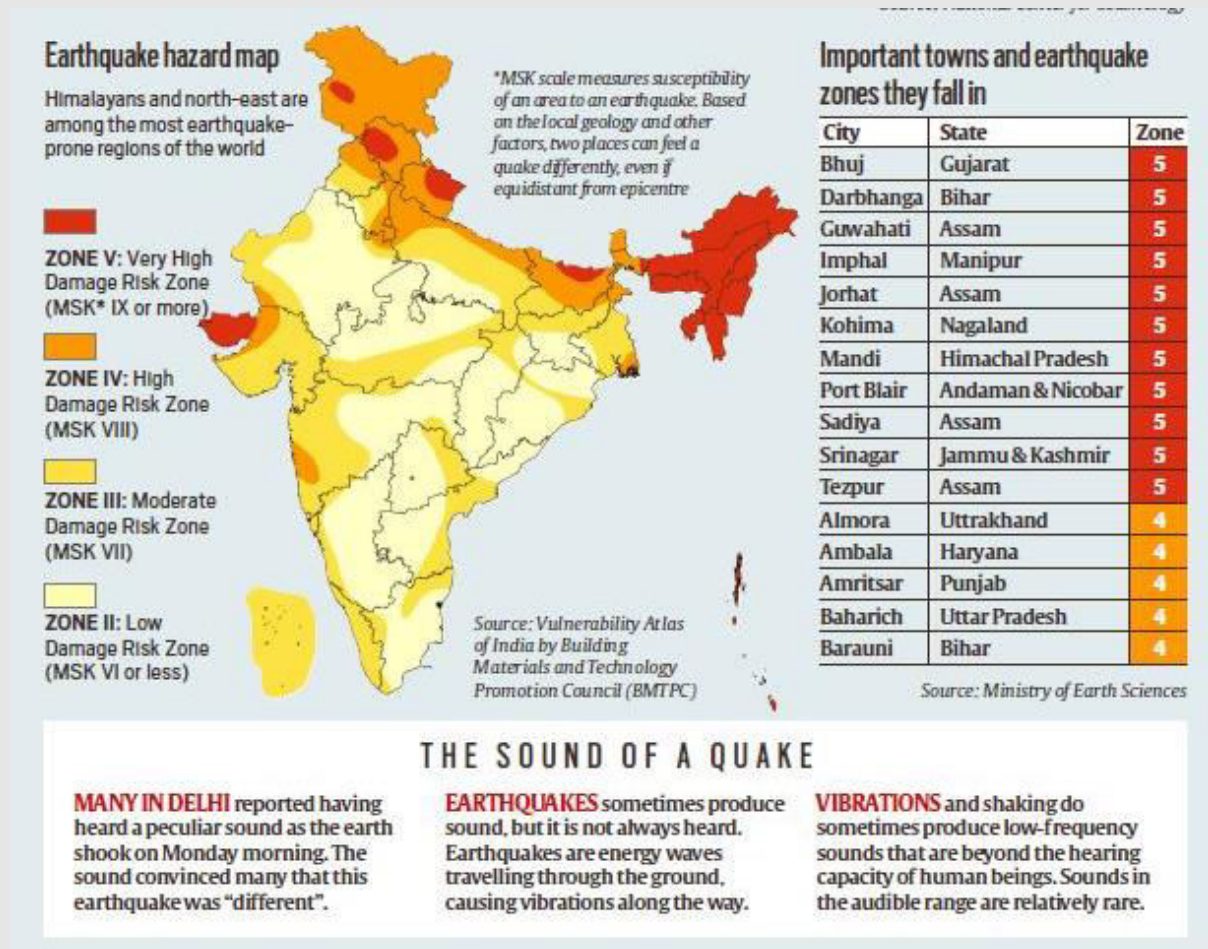 Earthquake hazard map
Himalayans and north-east are
among the most earthquake-
prone regions of the world
*MSK scale measures susceptibility
of an area to an earthquake. Based
on the local geology and other
factors, two places can feel a
quake differently, even if
equidistant from epicentre
ZONE V: Very High
Damage Risk Zone
(MSK* IX or more)
ZONE IV: High
Damage Risk Zone
(MSK VIII)
ZONE III: Moderate
Damage Risk Zone
(MSK VII)
ZONE II: Low
Damage Risk Zone
(MSK VI or less)
Source: Vulnerability Atlas
of India by Building
Materials and Technology
Promotion Council (BMTPC)
Important towns and earthquake
zones they fall in
City State Zone
Bhuj Gujarat 5
Darbhanga Bihar 5
Guwahati Assam 5
Imphal Manipur 5
Jorhat Assam 5
Kohima Nagaland 5
Mandi Himachal Pradesh 5
Port Blair Andaman & Nicobar 5
Sadiya Assam 5
Srinagar Jammu & Kashmir 5
Tezpur Assam 5
Almora Uttrakhand 4
Ambala Haryana 4
Amritsar Punjab 4
Baharich Uttar Pradesh 4
Barauni Bihar 4
Source: Ministry of Earth Sciences
THE SOUND OF A QUAKE
MANY IN DELHI reported having
heard a peculiar sound as the earth
shook on Monday morning. The
sound convinced many that this
earthquake was “different”.
EARTHQUAKES sometimes produce
sound, but it is not always heard.
Earthquakes are energy waves
travelling through the ground,
causing vibrations along the way.
VIBRATIONS and shaking do
sometimes produce low-frequency
sounds that are beyond the hearing
capacity of human beings. Sounds in
the audible range are relatively rare.